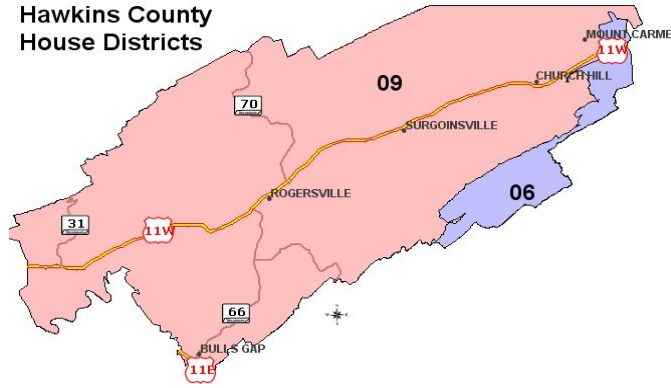 Hawkins County
House Districts
MOUNT CARME
11W
09
CHURCH HILL
70
SURGOINSVILLE
ROGERSVILLE
06
31
11W
66
BULLS GAP
11E